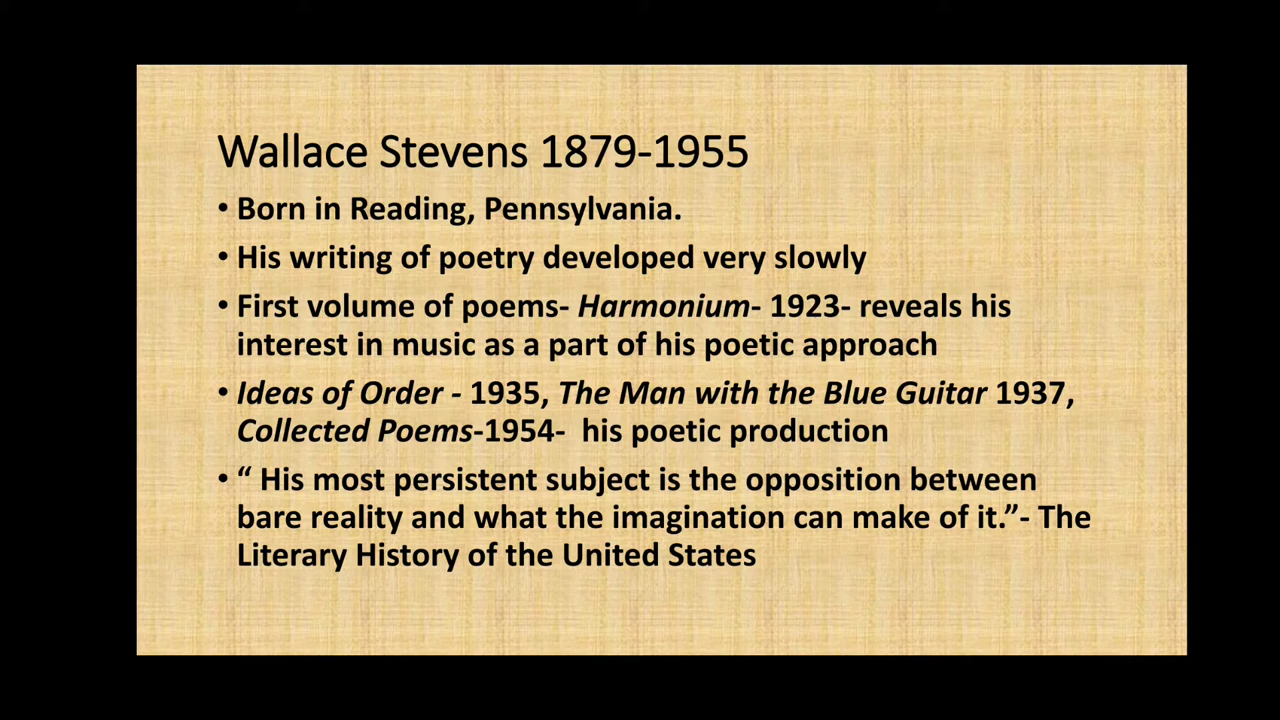 Wallace Stevens 1879-1955
• Born in Reading, Pennsylvania.
• His writing of poetry developed very slowly
• First volume of poems- Harmonium- 1923- reveals his
interest in music as a part of his poetic approach
• Ideas of Order - 1935, The Man with the Blue Guitar 1937,
Collected Poems-1954-  his poetic production
• “ His most persistent subject is the opposition between
bare reality and what the imagination can make of it.”- The
Literary History of the United States